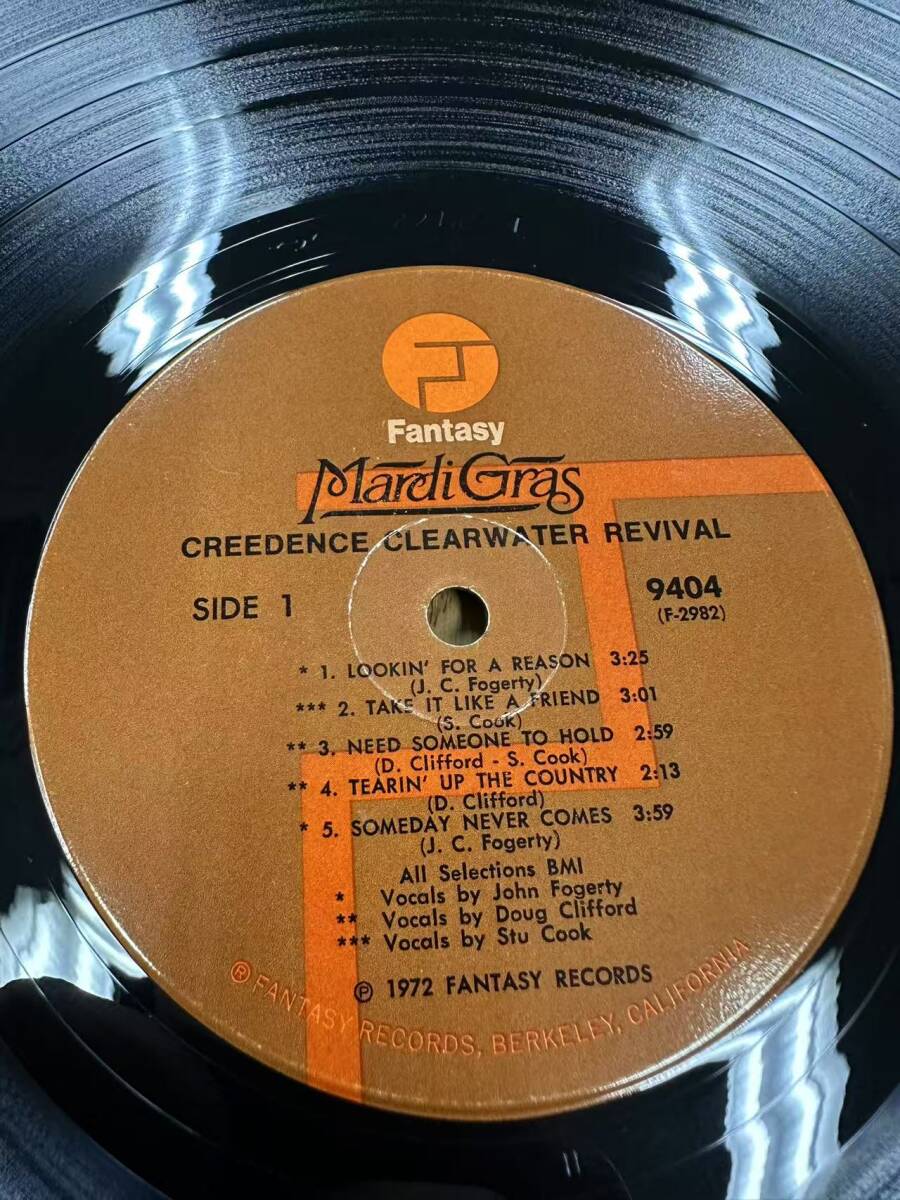 Fantasy
Mardi Gras
CREEDENCE CLEARWATER REVIVAL
SIDE 1
9404
(F-2982)
* 1. LOOKIN' FOR A REASON 3:25
(J. C. Fogerty)
*** 2. TAKE IT LIKE A FRIEND 3:01
(S. Cook)
** 3. NEED SOMEONE TO HOLD 2:59
(D. Clifford - S. Cook)
** 4. TEARIN' UP THE COUNTRY 2:13
(D. Clifford)
* 5. SOMEDAY NEVER COMES 3:59
(J. C. Fogerty)
All Selections BMI
* Vocals by John Fogerty
** Vocals by Doug Clifford
*** Vocals by Stu Cook
℗ 1972 FANTASY RECORDS
® FANTASY RECORDS, BERKELEY, CALIFORNIA